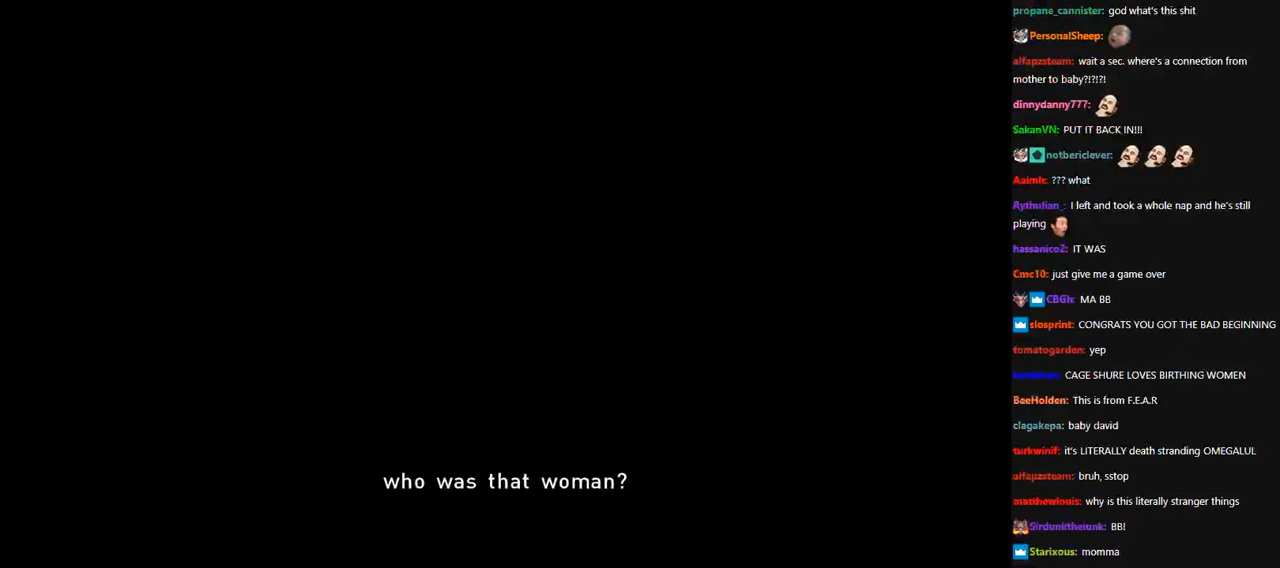 propane_cannister: god what's this shit
PersonalSheep:
alfapzsteam: wait a sec. where's a connection from
mother to baby?!?!?!
dinnydanny777:
SakanVN: PUT IT BACK IN!!!
notbericlever:
Aaimh: ??? what
Rythulian_: I left and took a whole nap and he's still
playing
hassanico2: IT WAS
Cmc10: just give me a game over
CBGh: MA BB
slosprint: CONGRATS YOU GOT THE BAD BEGINNING
tomatogarden: yep
CAGE SHURE LOVES BIRTHING WOMEN
BeeHolden: This is from F.E.A.R
clagakepa: baby david
turkwinif: it's LITERALLY death stranding OMEGALUL
alfapzsteam: bruh, sstop
matthewlouis: why is this literally stranger things
Sirdunktheiunk: BB!
Starixous: momma
who was that woman?